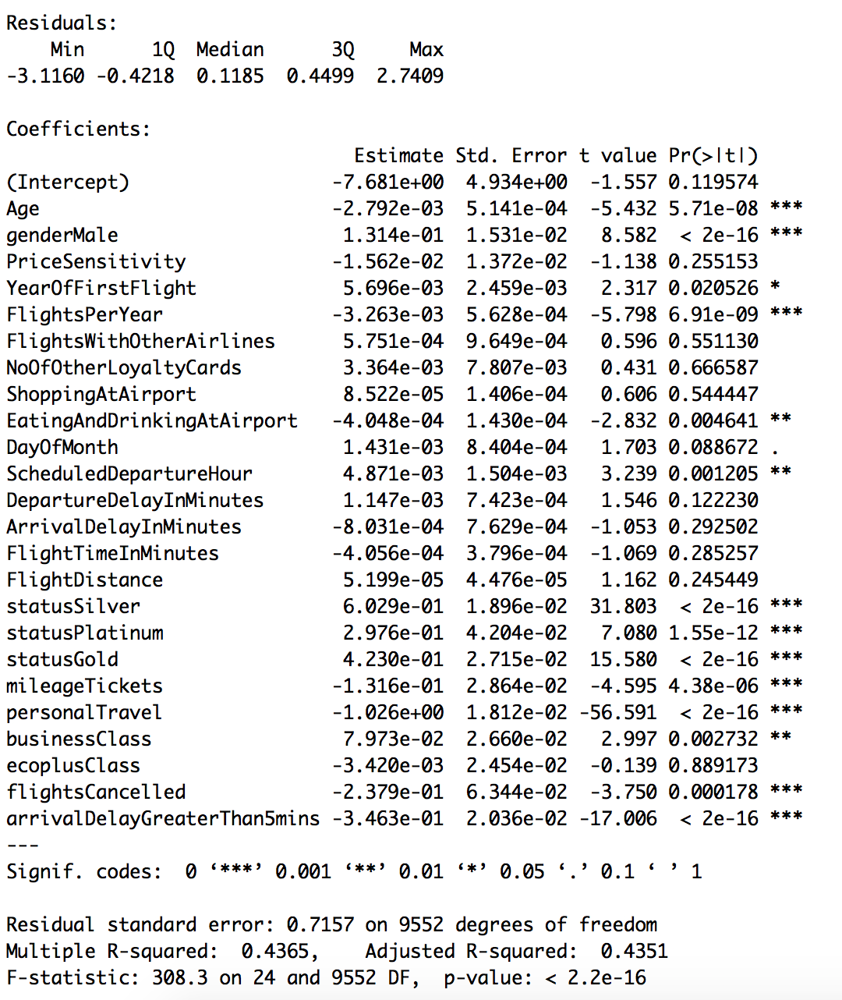 Residuals:
    Min      1Q  Median      3Q     Max
-3.1160 -0.4218  0.1185  0.4499  2.7409
Coefficients:
                               Estimate Std. Error t value Pr(>|t|)
(Intercept)                  -7.681e+00  4.934e+00  -1.557 0.119574
Age                          -2.792e-03  5.141e-04  -5.432 5.71e-08 ***
genderMale                    1.314e-01  1.531e-02   8.582  < 2e-16 ***
PriceSensitivity             -1.562e-02  1.372e-02  -1.138 0.255153
YearOfFirstFlight             5.696e-03  2.459e-03   2.317 0.020526 *
FlightsPerYear               -3.263e-03  5.628e-04  -5.798 6.91e-09 ***
FlightsWithOtherAirlines      5.751e-04  9.649e-04   0.596 0.551130
NoOfOtherLoyaltyCards         3.364e-03  7.807e-03   0.431 0.666587
ShoppingAtAirport             8.522e-05  1.406e-04   0.606 0.544447
EatingAndDrinkingAtAirport   -4.048e-04  1.430e-04  -2.832 0.004641 **
DayOfMonth                    1.431e-03  8.404e-04   1.703 0.088672 .
ScheduledDepartureHour        4.871e-03  1.504e-03   3.239 0.001205 **
DepartureDelayInMinutes       1.147e-03  7.423e-04   1.546 0.122230
ArrivalDelayInMinutes        -8.031e-04  7.629e-04  -1.053 0.292502
FlightTimeInMinutes          -4.056e-04  3.796e-04  -1.069 0.285257
FlightDistance                5.199e-05  4.476e-05   1.162 0.245449
statusSilver                  6.029e-01  1.896e-02  31.803  < 2e-16 ***
statusPlatinum                2.976e-01  4.204e-02   7.080 1.55e-12 ***
statusGold                    4.230e-01  2.715e-02  15.580  < 2e-16 ***
mileageTickets               -1.316e-01  2.864e-02  -4.595 4.38e-06 ***
personalTravel               -1.026e+00  1.812e-02 -56.591  < 2e-16 ***
businessClass                 7.973e-02  2.660e-02   2.997 0.002732 **
ecoplusClass                 -3.420e-03  2.454e-02  -0.139 0.889173
flightsCancelled             -2.379e-01  6.344e-02  -3.750 0.000178 ***
arrivalDelayGreaterThan5mins -3.463e-01  2.036e-02 -17.006  < 2e-16 ***
---
Signif. codes:  0 ‘***’ 0.001 ‘**’ 0.01 ‘*’ 0.05 ‘.’ 0.1 ‘ ’ 1
Residual standard error: 0.7157 on 9552 degrees of freedom
Multiple R-squared:  0.4365,    Adjusted R-squared:  0.4351
F-statistic: 308.3 on 24 and 9552 DF,  p-value: < 2.2e-16